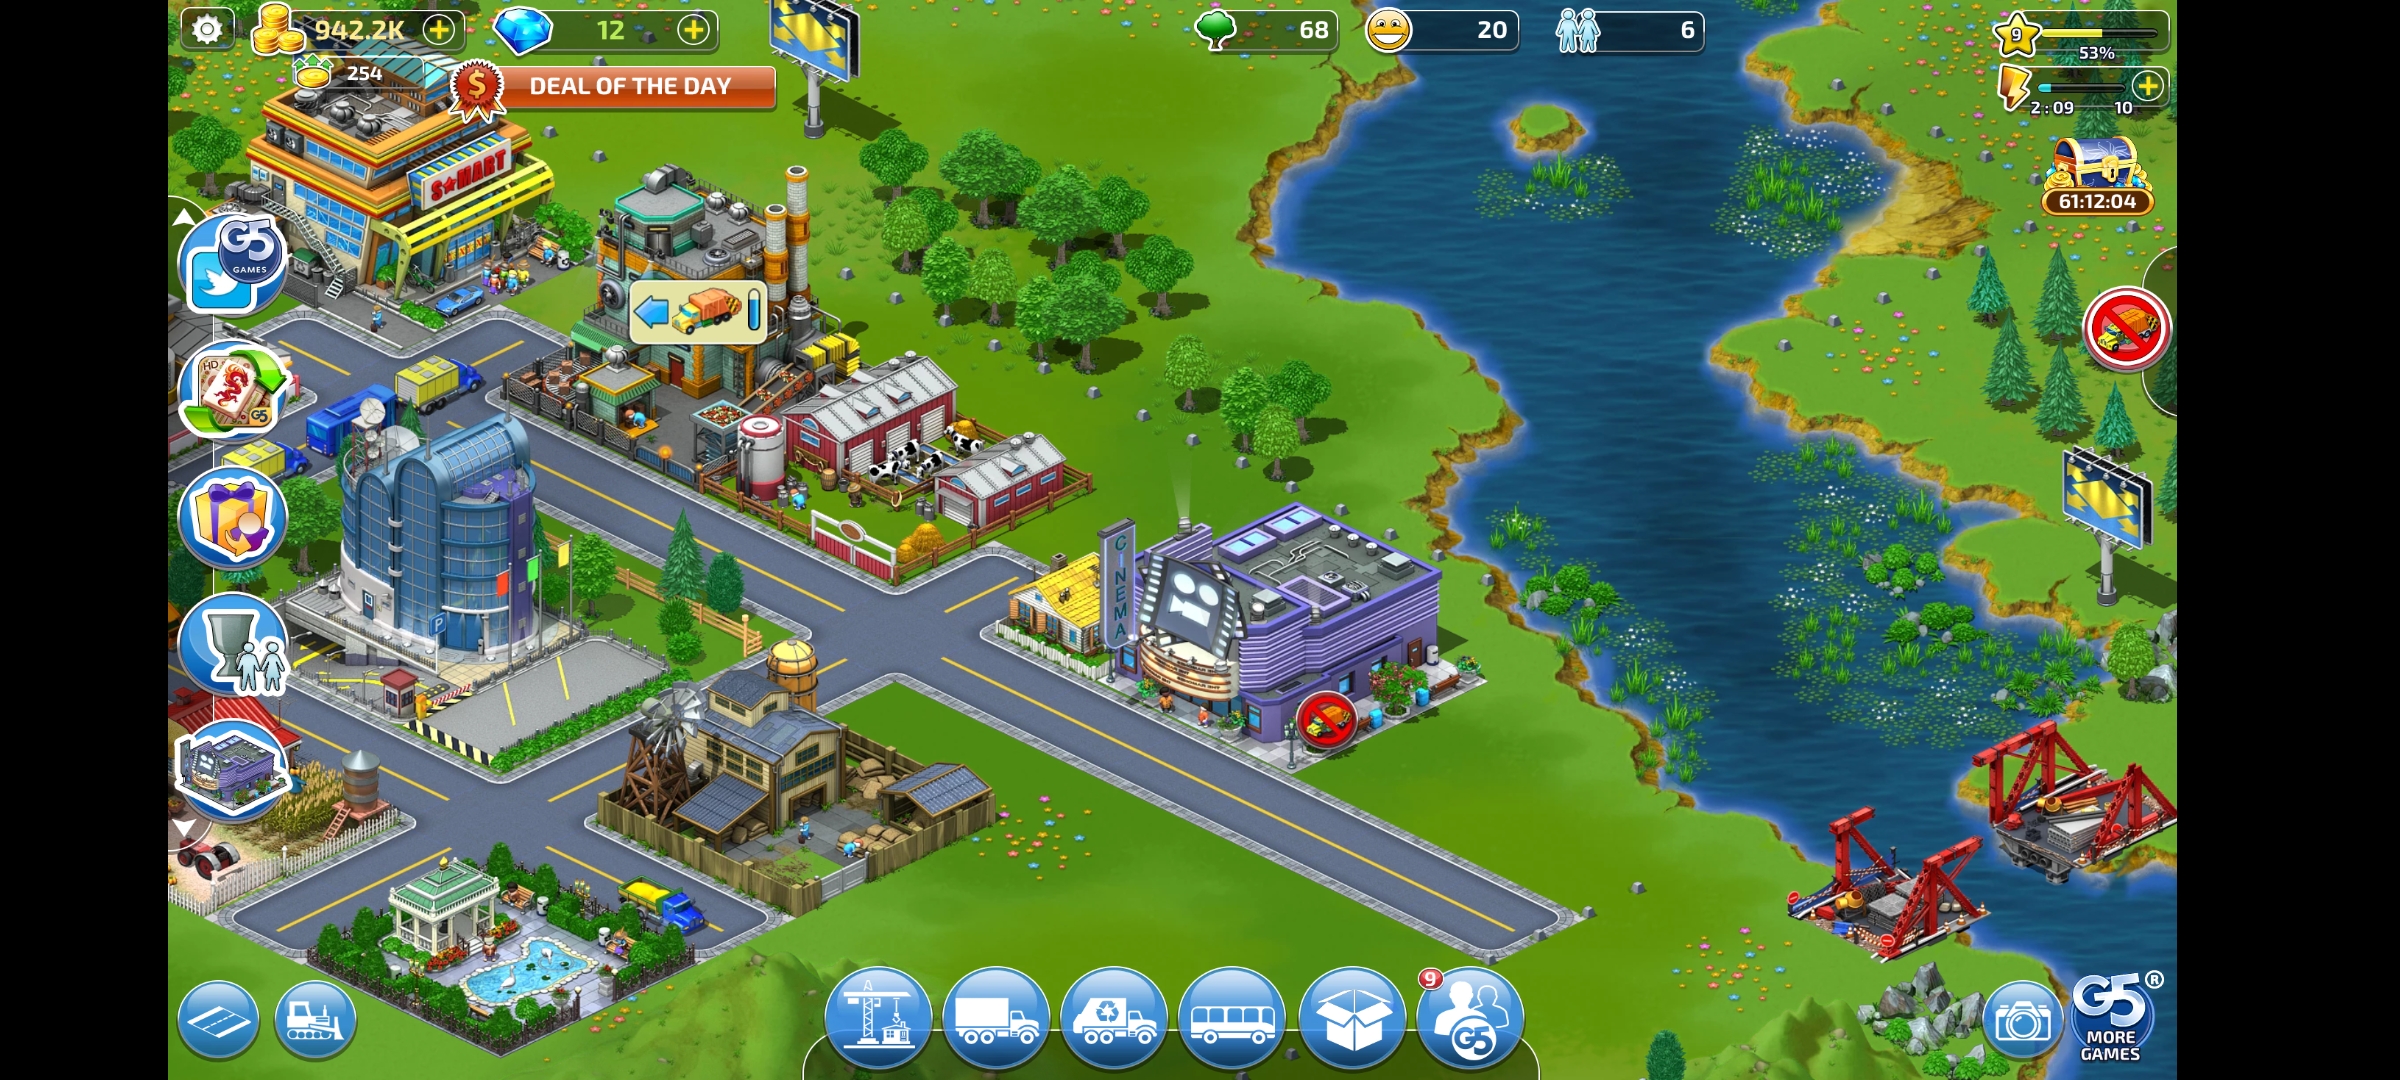 942.2K
12
68
20
6
9
53%
254
DEAL OF THE DAY
2:09
10
S★MART
61:12:04
G5
GAMES
HD
G5
CINEMA
P
A
9
G5
G5®
MORE
GAMES